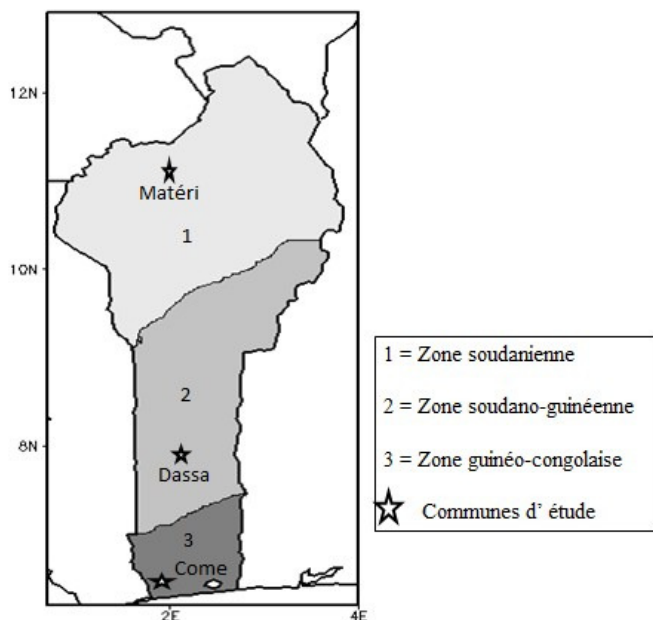 12N
Matéri
1
10N
2
8N
Dassa
3
Come
2E
4E
1 = Zone soudanienne
2 = Zone soudano-guinéenne
3 = Zone guinéo-congolaise
Communes d’ étude